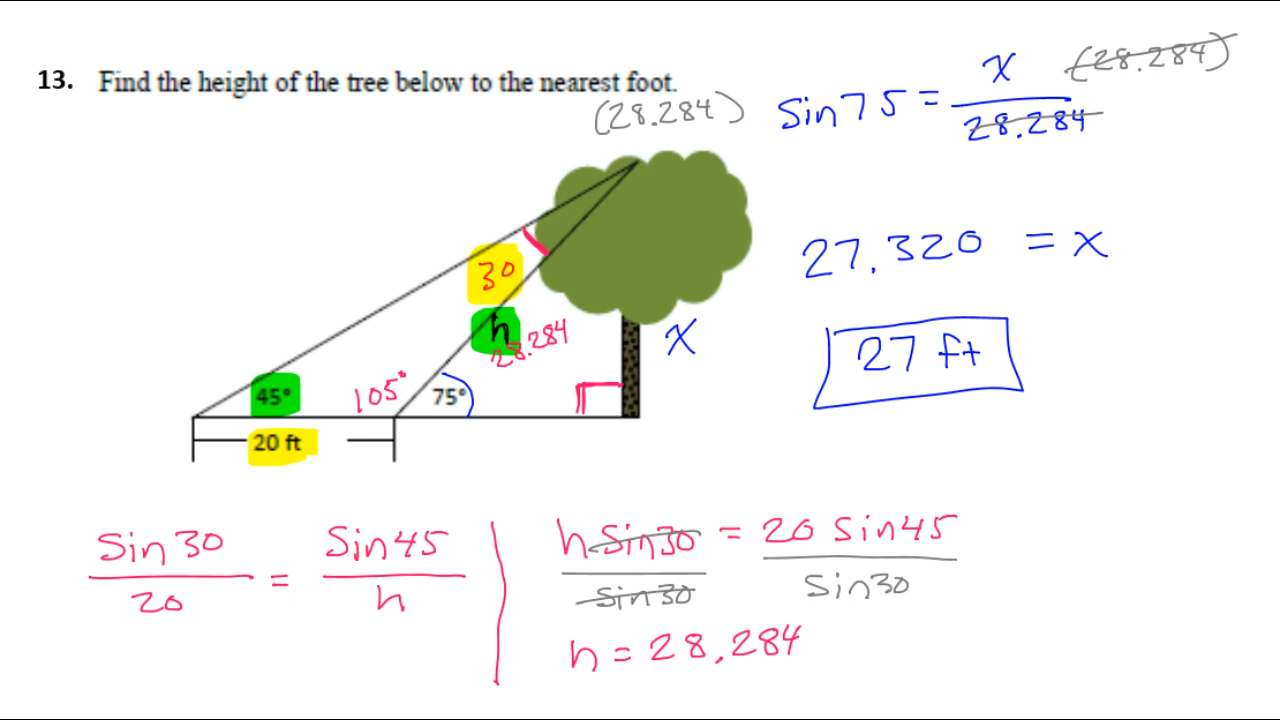 13. Find the height of the tree below to the nearest foot.
(28.284) sin75 = x / 28.284 (28.284)
27.320 = x
27 ft
30
h
28.284
x
45° 105° 75°
20 ft
Sin30 / 20 = Sin45 / h
h Sin30 / Sin30 = 20 Sin45 / Sin30
h = 28.284